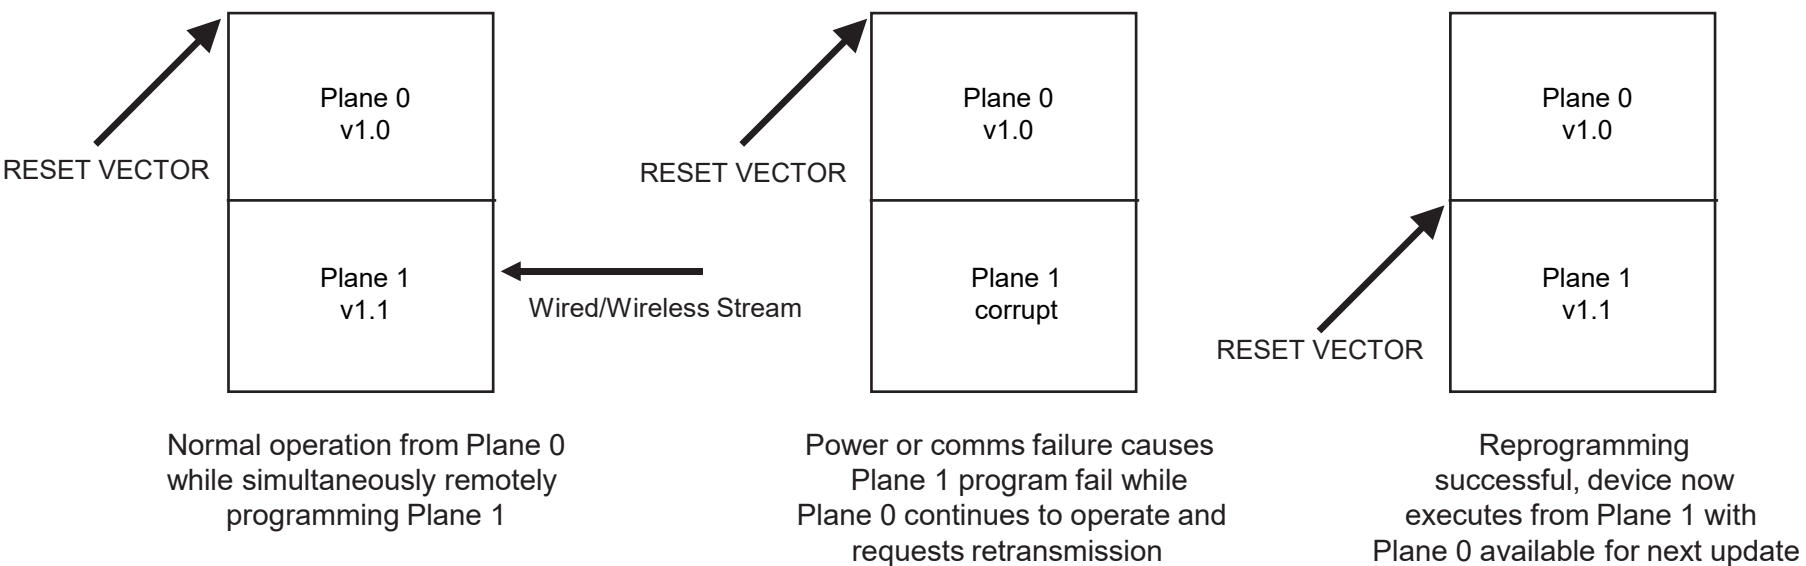 Plane 0
v1.0
RESET VECTOR
Plane 1
v1.1
Wired/Wireless Stream
Normal operation from Plane 0
while simultaneously remotely
programming Plane 1
Plane 0
v1.0
RESET VECTOR
Plane 1
corrupt
Power or comms failure causes
Plane 1 program fail while
Plane 0 continues to operate and
requests retransmission
Plane 0
v1.0
Plane 1
v1.1
RESET VECTOR
Reprogramming
successful, device now
executes from Plane 1 with
Plane 0 available for next update